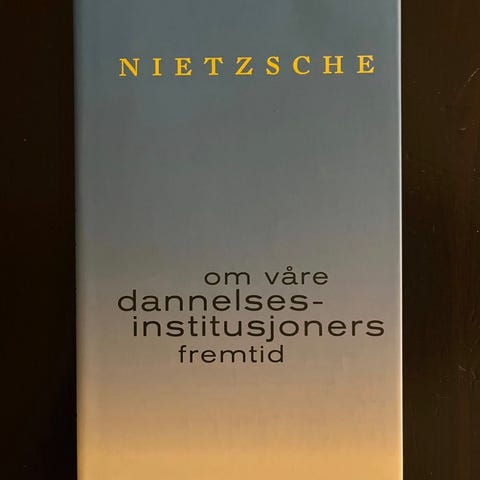 NIETZSCHE
om våre
dannelses-
institusjoners
fremtid